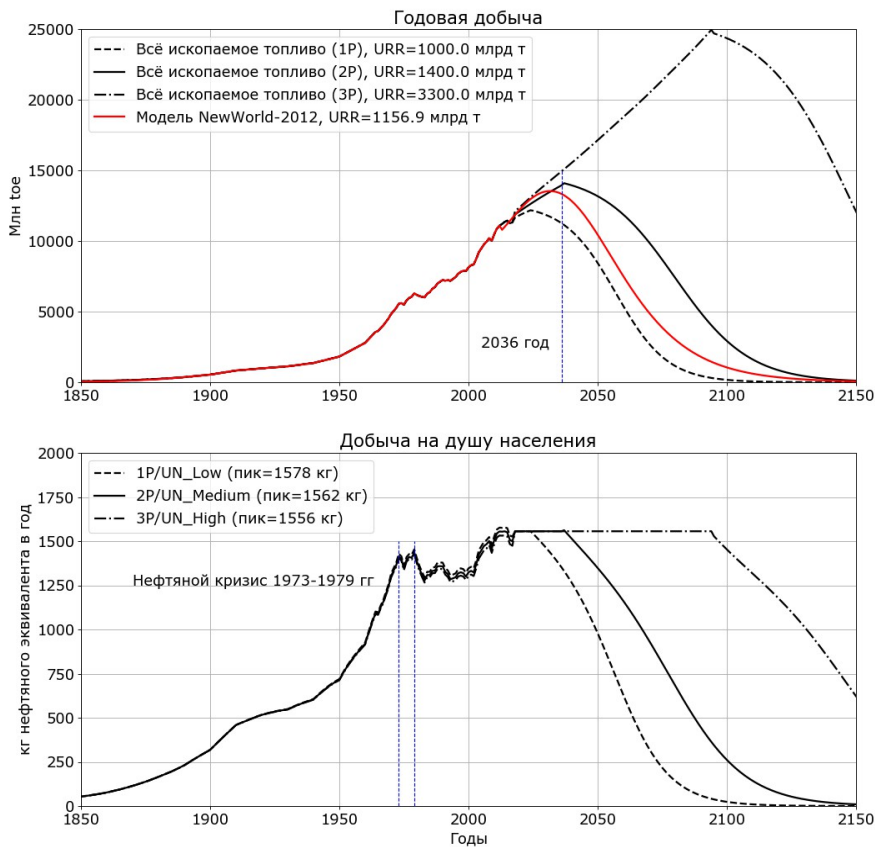 Годовая добыча
Млн toe
25000
20000
15000
10000
5000
0
Всё ископаемое топливо (1P), URR=1000.0 млрд т
Всё ископаемое топливо (2P), URR=1400.0 млрд т
Всё ископаемое топливо (3P), URR=3300.0 млрд т
Модель NewWorld-2012, URR=1156.9 млрд т
2036 год
1850 1900 1950 2000 2050 2100 2150
Добыча на душу населения
кг нефтяного эквивалента в год
2000
1750
1500
1250
1000
750
500
250
0
1P/UN_Low (пик=1578 кг)
2P/UN_Medium (пик=1562 кг)
3P/UN_High (пик=1556 кг)
Нефтяной кризис 1973-1979 гг
1850 1900 1950 2000 2050 2100 2150
Годы